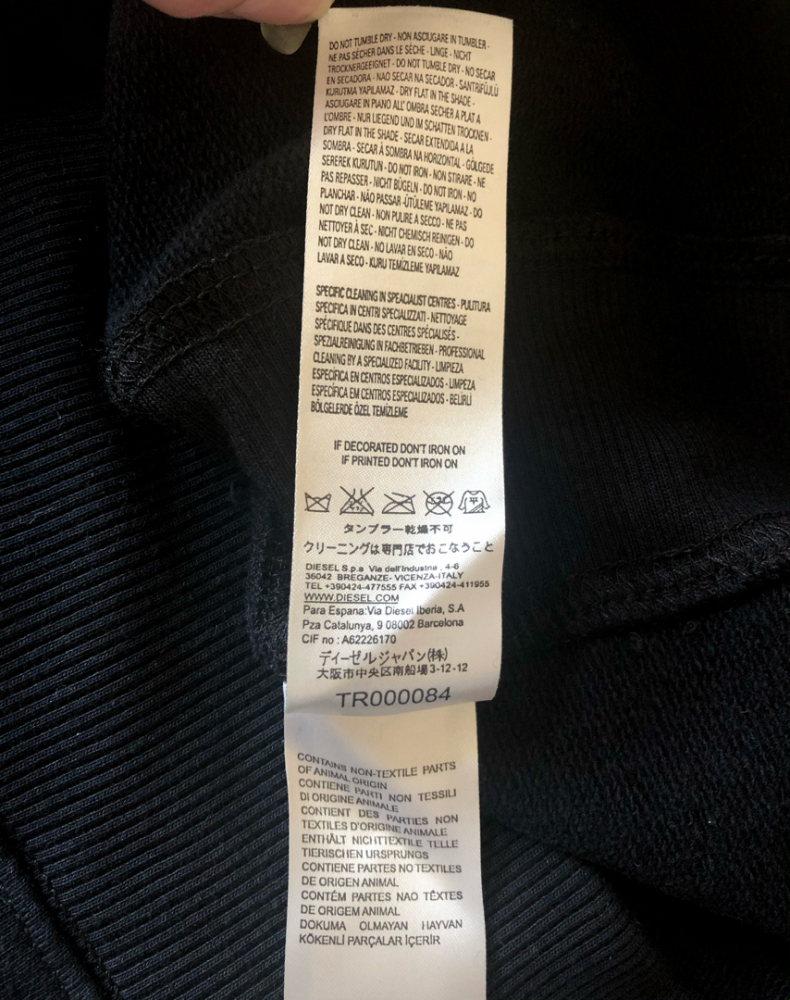 DO NOT TUMBLE DRY - NON ASCIUGARE IN TUMBLER -
NE PAS SÉCHER DANS LE SÈCHE - LINGE - NICHT
TROCKNERGEEIGNET - DO NOT TUMBLE DRY - NO SECAR
EN SECADORA - NÃO SECAR NA SECADOR - SANTRİFÜJLÜ
KURUTMA YAPILAMAZ - DRY FLAT IN THE SHADE -
ASCIUGARE IN PIANO ALL' OMBRA SECHER A PLAT A
L'OMBRE - NUR LIEGEND UND IM SCHATTEN TROCKNEN -
DRY FLAT IN THE SHADE - SECAR EXTENDIDA A LA
SOMBRA - SECAR À SOMBRA NA HORIZONTAL - GÖLGEDE
SEREREK KURUTUN - DO NOT IRON - NON STIRARE - NE
PAS REPASSER - NICHT BÜGELN - DO NOT IRON - NO
PLANCHAR - NÃO PASSAR -ÜTÜLEME YAPILAMAZ - DO
NOT DRY CLEAN - NON PULIRE A SECCO - NE PAS
NETTOYER À SEC - NICHT CHEMISCH REINIGEN - DO
NOT DRY CLEAN - NO LAVAR EN SECO - NÃO
LAVAR A SECO - KURU TEMİZLEME YAPILAMAZ
SPECIFIC CLEANING IN SPEACIALIST CENTRES - PULITURA
SPECIFICA IN CENTRI SPECIALIZZATI - NETTOYAGE
SPÉCIFIQUE DANS DES CENTRES SPÉCIALISÉS -
SPEZIALREINIGUNG IN FACHBETRIEBEN - PROFESSIONAL
CLEANING BY A SPECIALIZED FACILITY - LIMPIEZA
ESPECÍFICA EN CENTROS ESPECIALIZADOS - LIMPEZA
ESPECÍFICA EM CENTROS ESPECIALIZADOS - BELİRLİ
BÖLGELERDE ÖZEL TEMİZLEME
IF DECORATED DON'T IRON ON
IF PRINTED DON'T IRON ON
タンブラー乾燥不可
クリーニングは専門店でおこなうこと
DIESEL S.p.a Via dell'Industria , 4-6
36042 BREGANZE- VICENZA-ITALY
TEL +390424-477555 FAX +390424-411955
WWW.DIESEL.COM
Para Espana:Via Diesel Iberia, S.A
Pza Catalunya, 9 08002 Barcelona
CIF no : A62226170
ディーゼルジャパン(株)
大阪市中央区南船場3-12-12
TR000084
CONTAINS NON-TEXTILE PARTS
OF ANIMAL ORIGIN
CONTIENE PARTI NON TESSILI
DI ORIGINE ANIMALE
CONTIENT DES PARTIES NON
TEXTILES D'ORIGINE ANIMALE
ENTHÄLT NICHTTEXTILE TELLE
TIERISCHEN URSPRUNGS
CONTIENE PARTES NO TEXTILES
DE ORIGEN ANIMAL
CONTÉM PARTES NAO TÊXTES
DE ORIGEM ANIMAL
DOKUMA OLMAYAN HAYVAN
KÖKENLİ PARÇALAR İÇERİR